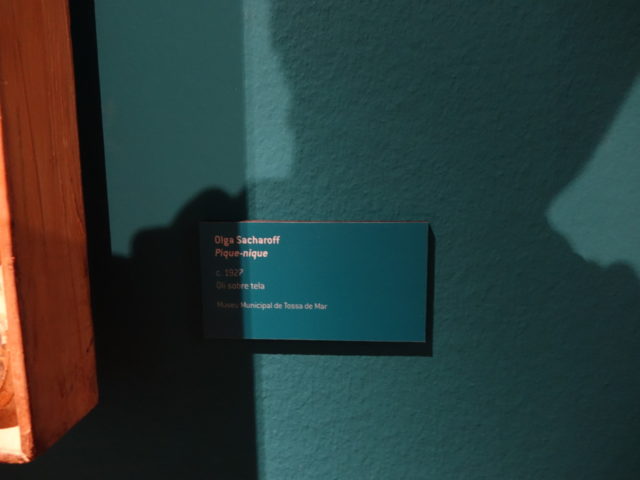 Olga Sacharoff
Pique-nique
c. 1927
Oli sobre tela
Museu Municipal de Tossa de Mar